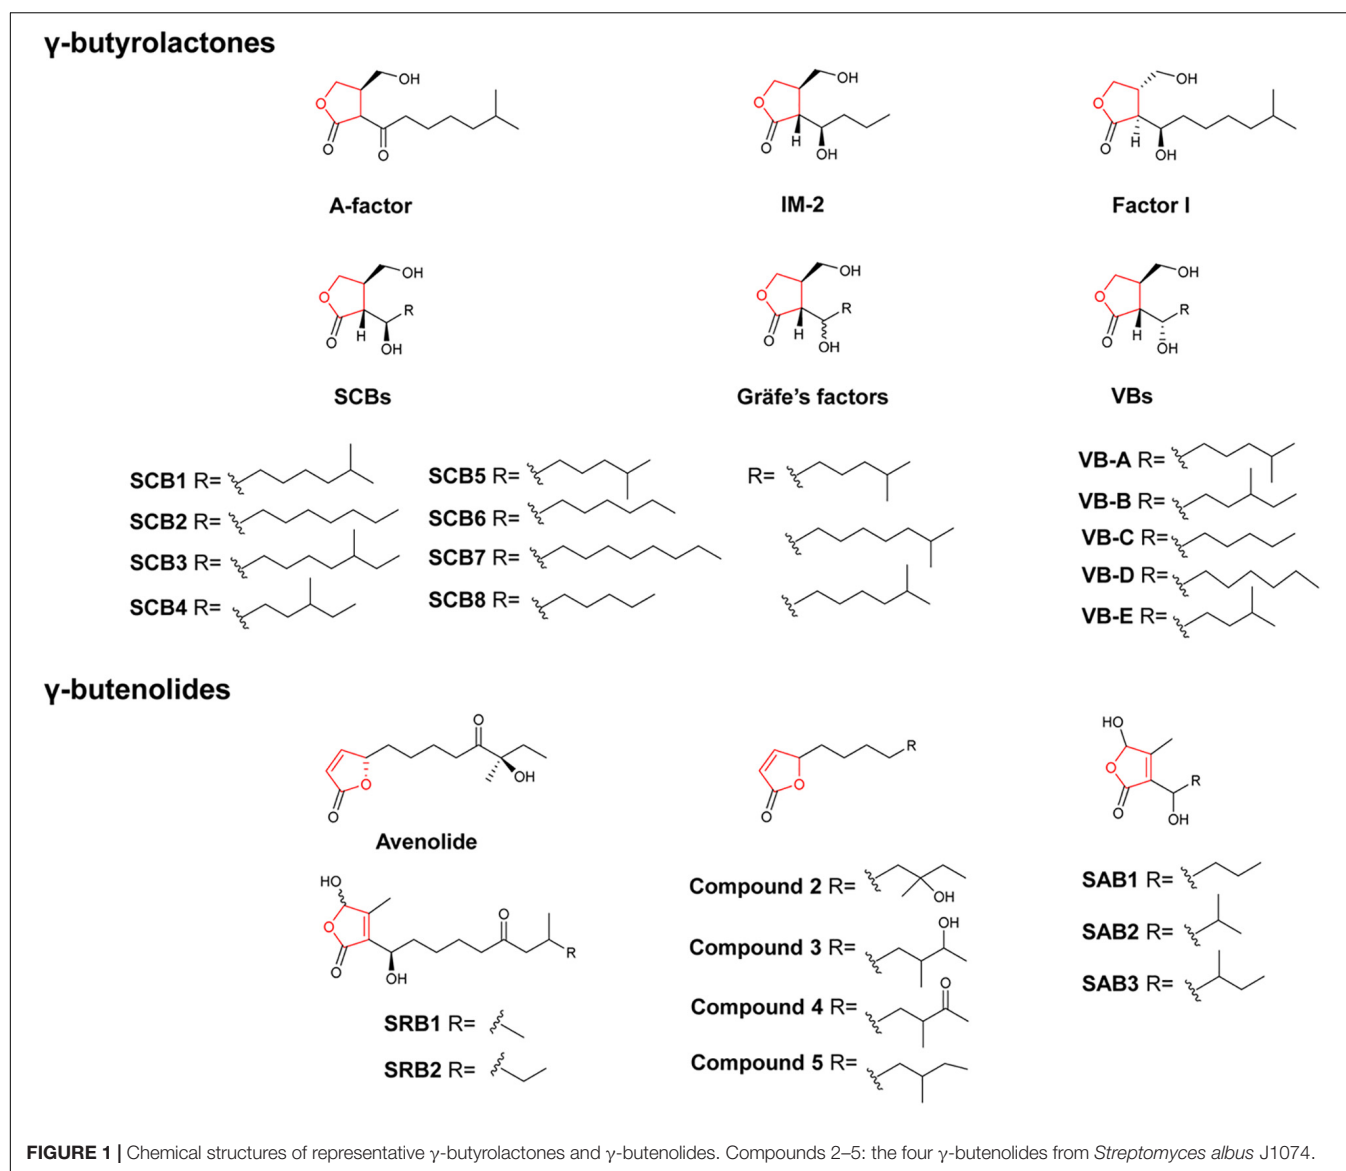 γ-butyrolactones
OH
O
O
O
A-factor
OH
O
O
H
OH
IM-2
OH
O
O
H
OH
Factor I
OH
O
O
R
H
OH
SCBs
OH
O
O
R
H
OH
Gräfe's factors
OH
O
O
R
H
OH
VBs
SCB1 R=
SCB2 R=
SCB3 R=
SCB4 R=
SCB5 R=
SCB6 R=
SCB7 R=
SCB8 R=
R=
VB-A R=
VB-B R=
VB-C R=
VB-D R=
VB-E R=
γ-butenolides
O
O
O
OH
Avenolide
R
O
O
HO
O
O
R
OH
HO
O
O
O
R
OH
SRB1 R=
SRB2 R=
Compound 2 R=
OH
Compound 3 R=
OH
Compound 4 R=
O
Compound 5 R=
SAB1 R=
SAB2 R=
SAB3 R=
FIGURE 1 | Chemical structures of representative γ-butyrolactones and γ-butenolides. Compounds 2–5: the four γ-butenolides from Streptomyces albus J1074.